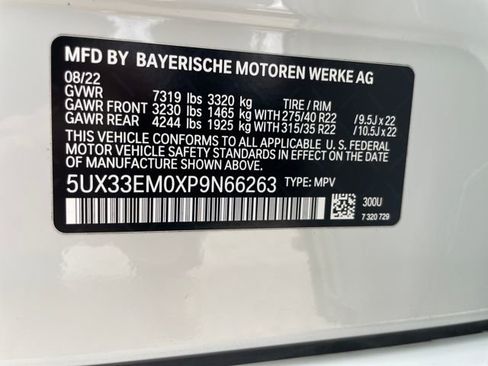 MFD BY BAYERISCHE MOTOREN WERKE AG
08/22
GVWR 7319 lbs 3320 kg TIRE / RIM
GAWR FRONT 3230 lbs 1465 kg WITH 275/40 R22 /9.5J x 22
GAWR REAR 4244 lbs 1925 kg WITH 315/35 R22 /10.5J x 22
THIS VEHICLE CONFORMS TO ALL APPLICABLE U. S. FEDERAL
MOTOR VEHICLE SAFETY STANDARDS IN EFFECT ON
THE DATE OF MANUFACTURE SHOWN ABOVE.
5UX33EM0XP9N66263 TYPE: MPV
300U
7 320 729